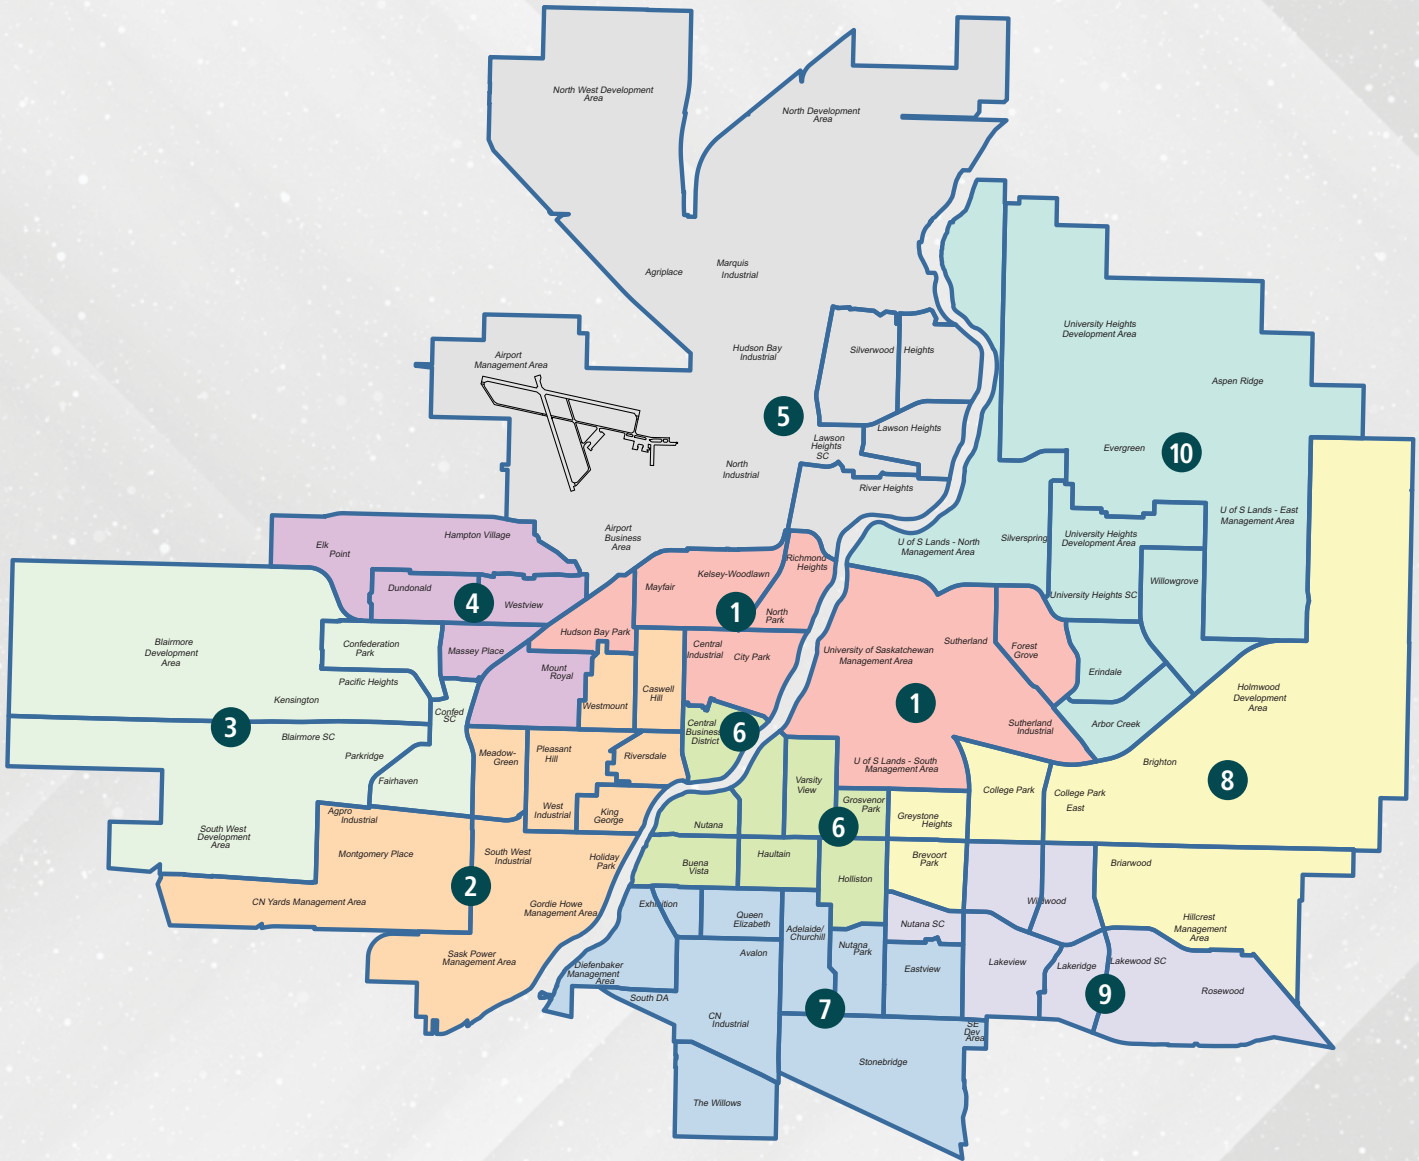 North West Development
Area
North Development
Area
Agriplace
Marquis
Industrial
Airport
Management Area
Hudson Bay
Industrial
Silverwood
Heights
University Heights
Development Area
Aspen Ridge
5
Lawson
Heights
SC
Lawson Heights
Evergreen
10
North
Industrial
River Heights
Airport
Business
Area
U of S Lands - North
Management Area
Silverspring
University Heights
Development Area
U of S Lands - East
Management Area
Elk
Point
Hampton Village
Dundonald
4
Westview
Mayfair
Kelsey-Woodlawn
Richmond
Heights
1
North
Park
Willowgrove
University Heights SC
Blairmore
Development
Area
Confederation
Park
Massey Place
Hudson Bay Park
Central
Industrial
City Park
University of Saskatchewan
Management Area
Sutherland
Forest
Grove
Erindale
Pacific Heights
Mount
Royal
Kensington
Westmount
Caswell
Hill
1
Holmwood
Development
Area
3
Confed
SC
Blairmore SC
Central
Business
District
6
Sutherland
Industrial
Arbor Creek
Parkridge
Fairhaven
Meadow-
Green
Pleasant
Hill
Riversdale
U of S Lands - South
Management Area
Brighton
8
Varsity
View
College Park
College Park
East
Agpro
Industrial
West
Industrial
King
George
Nutana
Grosvenor
Park
6
Greystone
Heights
South West
Development
Area
Montgomery Place
South West
Industrial
Holiday
Park
Buena
Vista
Haultain
Holliston
Brevoort
Park
Briarwood
2
CN Yards Management Area
Gordie Howe
Management Area
Exhibition
Queen
Elizabeth
Adelaide/
Churchill
Nutana SC
Wildwood
Hillcrest
Management
Area
Sask Power
Management Area
Diefenbaker
Management
Area
Avalon
Nutana
Park
Eastview
Lakeview
Lakeridge
Lakewood SC
9
Rosewood
South DA
CN
Industrial
7
SE
Dev
Area
Stonebridge
The Willows